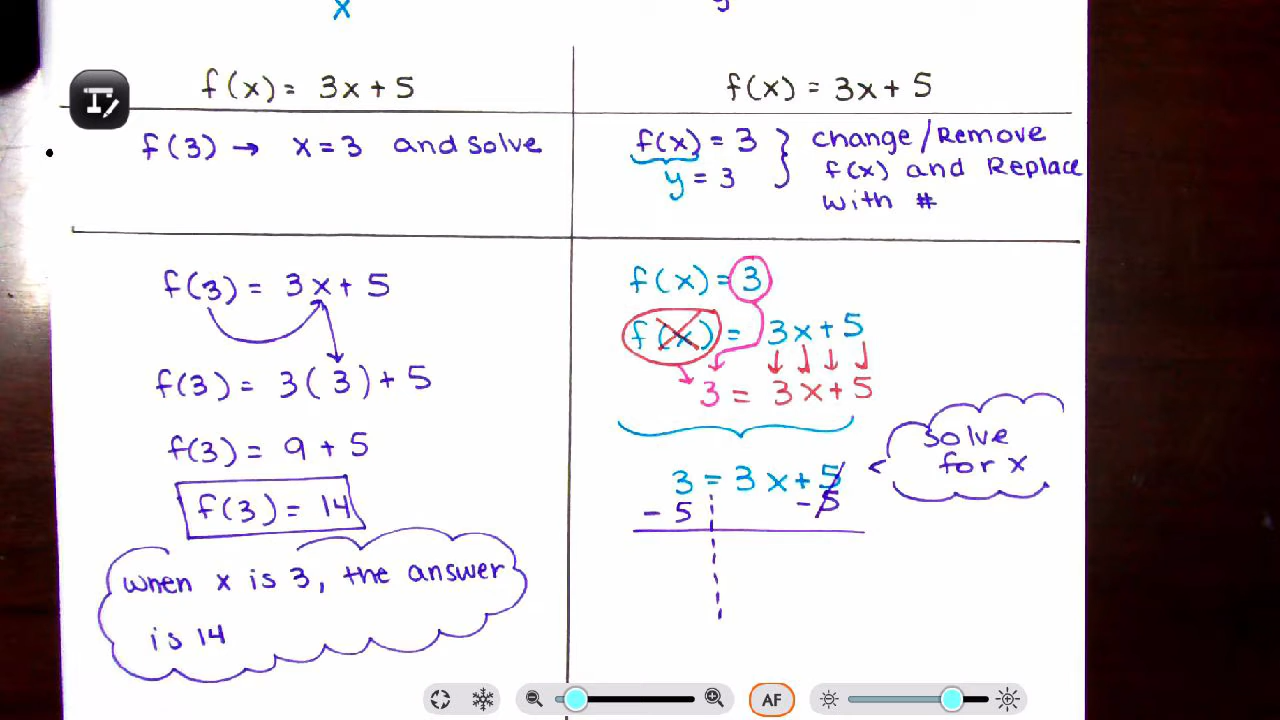 x
y
f(x) = 3x + 5
f(3) → x = 3 and solve
f(3) = 3x + 5
f(3) = 3(3) + 5
f(3) = 9 + 5
f(3) = 14
when x is 3, the answer
is 14
f(x) = 3x + 5
f(x) = 3 } change/Remove
y = 3 f(x) and Replace
with #
f(x) = 3
f(x) = 3x + 5
3 = 3x + 5
3 = 3x + 5
- 5 - 5
solve
for x
AF